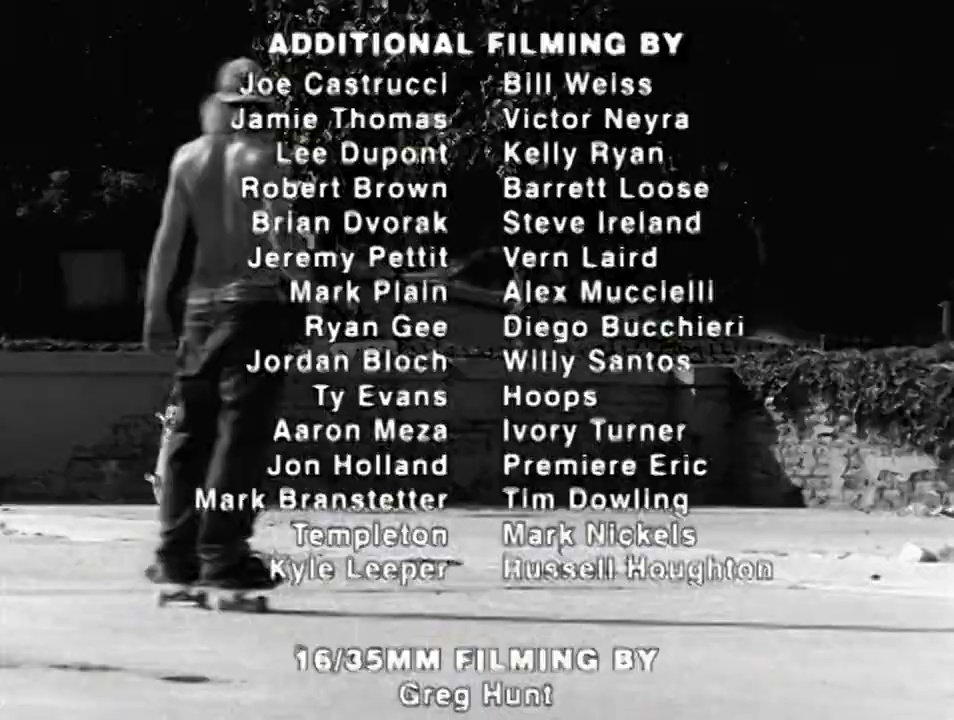 ADDITIONAL FILMING BY
Joe Castrucci Bill Weiss
Jamie Thomas Victor Neyra
Lee Dupont Kelly Ryan
Robert Brown Barrett Loose
Brian Dvorak Steve Ireland
Jeremy Pettit Vern Laird
Mark Plain Alex Muccielli
Ryan Gee Diego Bucchieri
Jordan Bloch Willy Santos
Ty Evans Hoops
Aaron Meza Ivory Turner
Jon Holland Premiere Eric
Mark Branstetter Tim Dowling
Templeton Mark Nickels
Kyle Leeper Russell Houghton
16/35MM FILMING BY
Greg Hunt